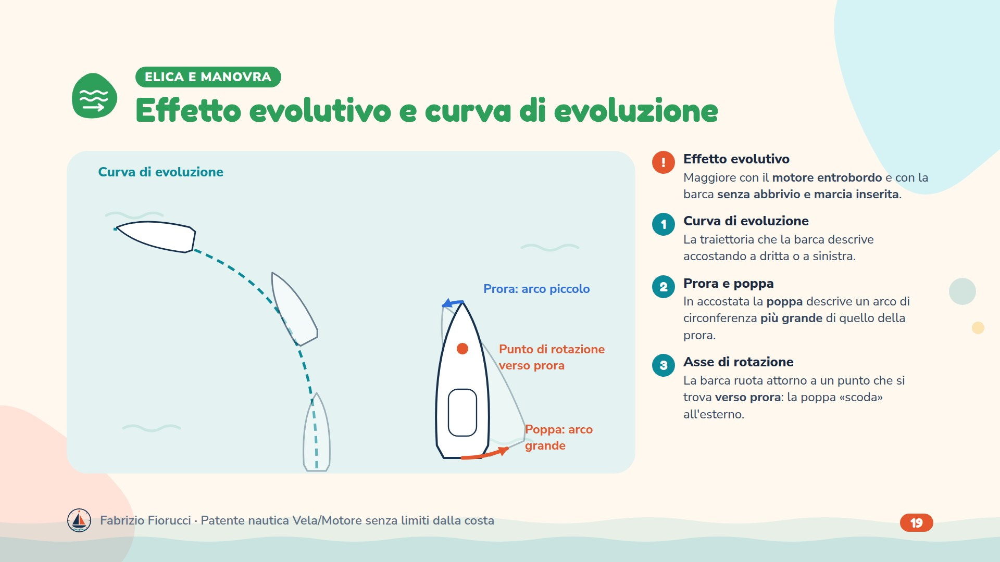 ELICA E MANOVRA
Effetto evolutivo e curva di evoluzione
Curva di evoluzione
Prora: arco piccolo
Punto di rotazione
verso prora
Poppa: arco
grande
!
Effetto evolutivo
Maggiore con il motore entrobordo e con la
barca senza abbrivio e marcia inserita.
1
Curva di evoluzione
La traiettoria che la barca descrive
accostando a dritta o a sinistra.
2
Prora e poppa
In accostata la poppa descrive un arco di
circonferenza più grande di quello della
prora.
3
Asse di rotazione
La barca ruota attorno a un punto che si
trova verso prora: la poppa «scoda»
all'esterno.
Fabrizio Fiorucci · Patente nautica Vela/Motore senza limiti dalla costa
19